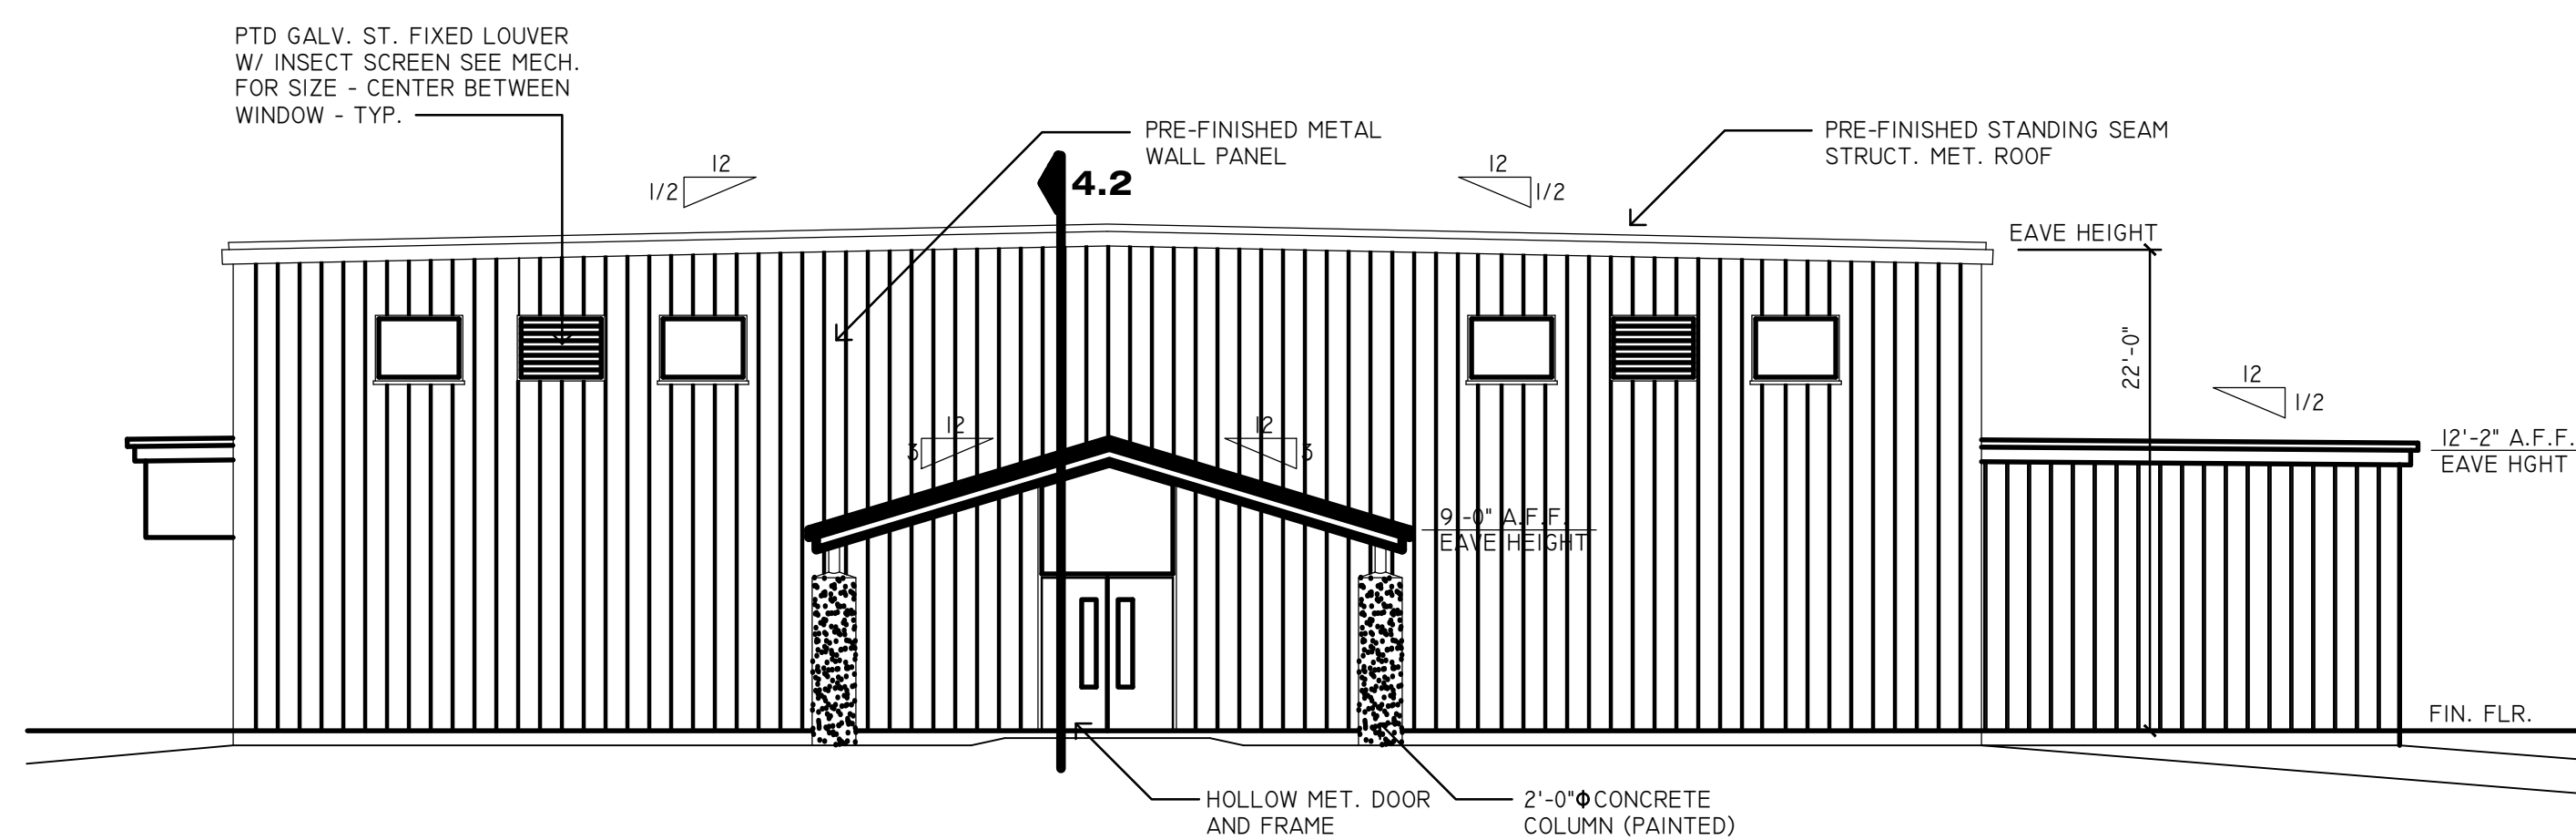 PTD GALV. ST. FIXED LOUVER
W/ INSECT SCREEN SEE MECH.
FOR SIZE - CENTER BETWEEN
WINDOW - TYP.
PRE-FINISHED METAL
WALL PANEL
PRE-FINISHED STANDING SEAM
STRUCT. MET. ROOF
12
1/2
4.2
12
1/2
EAVE HEIGHT
22'-0"
12
1/2
12
3
12
3
12'-2" A.F.F.
EAVE HGHT
9'-0" A.F.F.
EAVE HEIGHT
FIN. FLR.
HOLLOW MET. DOOR
AND FRAME
2'-0"Φ CONCRETE
COLUMN (PAINTED)